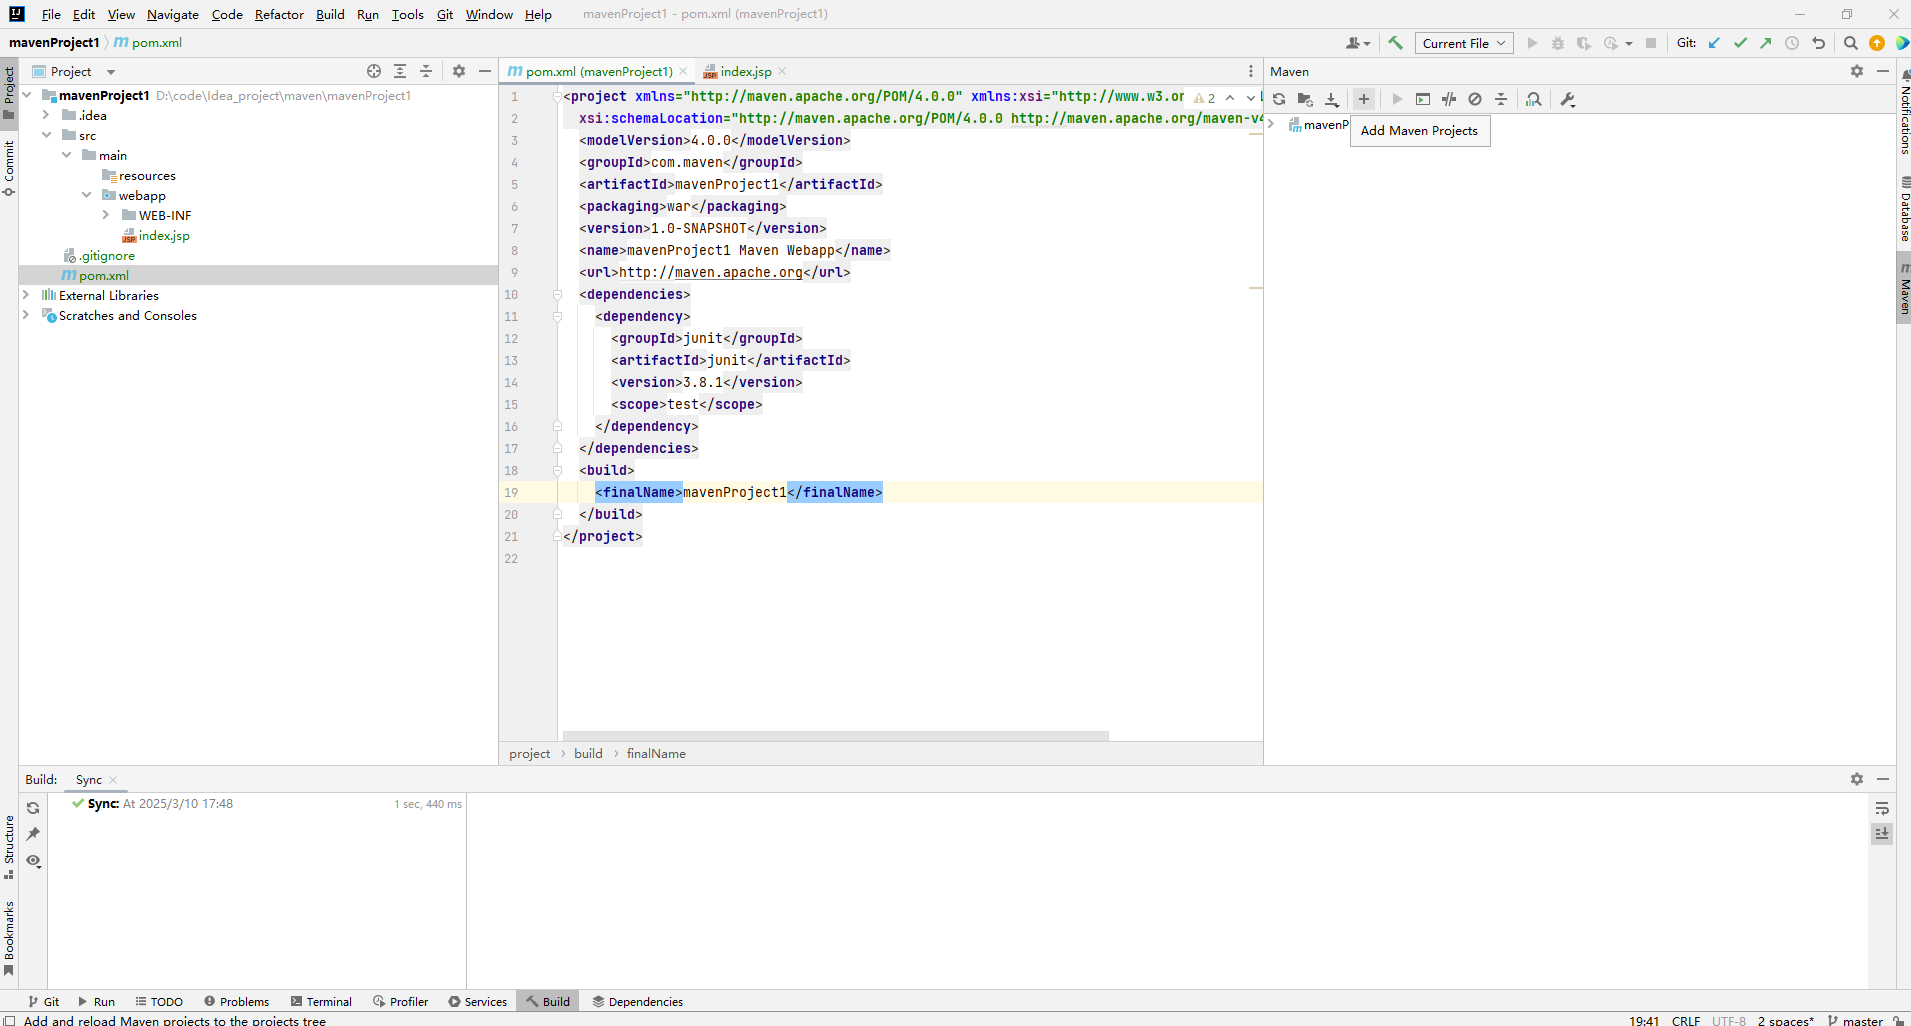 File Edit View Navigate Code Refactor Build Run Tools Git Window Help mavenProject1 - pom.xml (mavenProject1)
mavenProject1 pom.xml
Current File
Git:
Project
mavenProject1 D:\code\Idea_project\maven\mavenProject1
.idea
src
main
resources
webapp
WEB-INF
index.jsp
.gitignore
pom.xml
External Libraries
Scratches and Consoles
Project
Commit
Structure
Bookmarks
pom.xml (mavenProject1)
index.jsp
2
1 <project xmlns="http://maven.apache.org/POM/4.0.0" xmlns:xsi="http://www.w3.or
2 xsi:schemaLocation="http://maven.apache.org/POM/4.0.0 http://maven.apache.org/maven-v4
3 <modelVersion>4.0.0</modelVersion>
4 <groupId>com.maven</groupId>
5 <artifactId>mavenProject1</artifactId>
6 <packaging>war</packaging>
7 <version>1.0-SNAPSHOT</version>
8 <name>mavenProject1 Maven Webapp</name>
9 <url>http://maven.apache.org</url>
10 <dependencies>
11 <dependency>
12 <groupId>junit</groupId>
13 <artifactId>junit</artifactId>
14 <version>3.8.1</version>
15 <scope>test</scope>
16 </dependency>
17 </dependencies>
18 <build>
19 <finalName>mavenProject1</finalName>
20 </build>
21 </project>
22
project build finalName
Maven
mavenP
Add Maven Projects
Notifications
Database
Maven
Build: Sync
Sync: At 2025/3/10 17:48 1 sec, 440 ms
Git Run TODO Problems Terminal Profiler Services Build Dependencies
Add and reload Maven projects to the projects tree
19:41 CRLF UTF-8 2 spaces* master